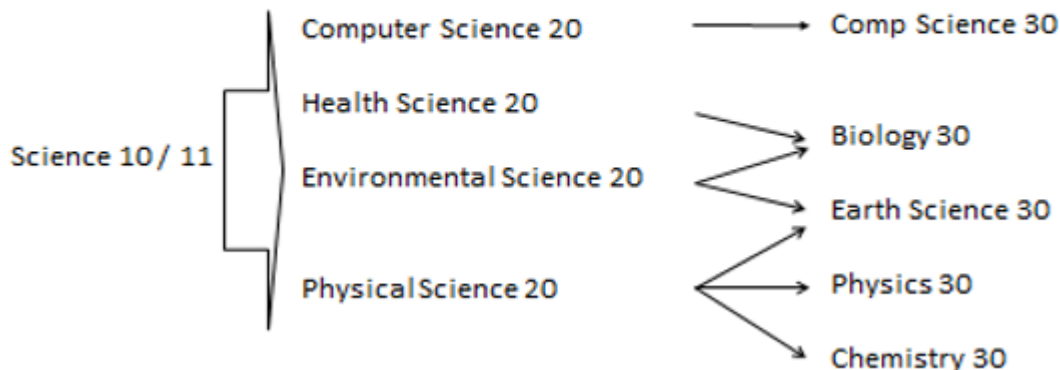 Computer Science 20
Comp Science 30
Health Science 20
Biology 30
Science 10 / 11
Environmental Science 20
Earth Science 30
Physical Science 20
Physics 30
Chemistry 30